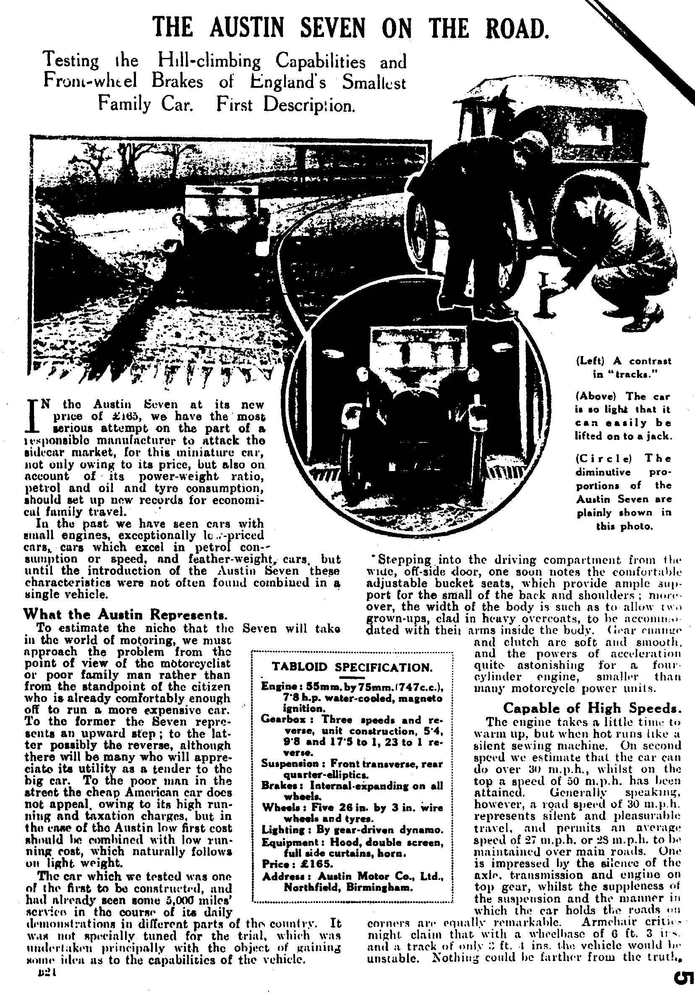 THE AUSTIN SEVEN ON THE ROAD.
Testing the Hill-climbing Capabilities and
Front-wheel Brakes of England's Smallest
Family Car. First Description.
(Left) A contrast
in "tracks."
(Above) The car
is so light that it
can easily be
lifted on to a jack.
(Circle) The
diminutive pro-
portions of the
Austin Seven are
plainly shown in
this photo.
IN the Austin Seven at its new
price of £165, we have the most
serious attempt on the part of a
responsible manufacturer to attack the
sidecar market, for this miniature car,
not only owing to its price, but also on
account of its power-weight ratio,
petrol and oil and tyre consumption,
should set up new records for economi-
cal family travel.
In the past we have seen cars with
small engines, exceptionally low-priced
cars, cars which excel in petrol con-
sumption or speed, and feather-weight, cars, but
until the introduction of the Austin Seven these
characteristics were not often found combined in a
single vehicle.
What the Austin Represents.
To estimate the niche that the Seven will take
in the world of motoring, we must
approach the problem from the
point of view of the motorcyclist
or poor family man rather than
from the standpoint of the citizen
who is already comfortably enough
off to run a more expensive car.
To the former the Seven repre-
sents an upward step; to the lat-
ter possibly the reverse, although
there will be many who will appre-
ciate its utility as a tender to the
big car. To the poor man in the
street the cheap American car does
not appeal, owing to its high run-
ning and taxation charges, but in
the case of the Austin low first cost
should be combined with low run-
ning cost, which naturally follows
on light weight.
The car which we tested was one
of the first to be constructed, and
had already seen some 5,000 miles'
service in the course of its daily
demonstrations in different parts of the country. It
was not specially tuned for the trial, which was
undertaken principally with the object of gaining
some idea as to the capabilities of the vehicle.
B24
TABLOID SPECIFICATION.
Engine: 55mm. by 75mm. (747c.c.),
7·8 h.p. water-cooled, magneto
ignition.
Gearbox: Three speeds and re-
verse, unit construction, 5·4,
9·8 and 17·5 to 1, 23 to 1 re-
verse.
Suspension: Front transverse, rear
quarter-elliptics.
Brakes: Internal-expanding on all
wheels.
Wheels: Five 26 in. by 3 in. wire
wheels and tyres.
Lighting: By gear-driven dynamo.
Equipment: Hood, double screen,
full side curtains, horn.
Price: £165.
Address: Austin Motor Co., Ltd.,
Northfield, Birmingham.
Stepping into the driving compartment from the
wide, off-side door, one soon notes the comfortable
adjustable bucket seats, which provide ample sup-
port for the small of the back and shoulders; more-
over, the width of the body is such as to allow two
grown-ups, clad in heavy overcoats, to be accommo-
dated with their arms inside the body. Gear change
and clutch are soft and smooth,
and the powers of acceleration
quite astonishing for a four-
cylinder engine, smaller than
many motorcycle power units.
Capable of High Speeds.
The engine takes a little time to
warm up, but when hot runs like a
silent sewing machine. On second
speed we estimate that the car can
do over 30 m.p.h., whilst on the
top a speed of 50 m.p.h. has been
attained. Generally speaking,
however, a road speed of 30 m.p.h.
represents silent and pleasurable
travel, and permits an average
speed of 27 m.p.h. or 28 m.p.h. to be
maintained over main roads. One
is impressed by the silence of the
axle, transmission and engine on
top gear, whilst the suppleness of
the suspension and the manner in
which the car holds the roads on
corners are equally remarkable. Armchair critics
might claim that with a wheelbase of 6 ft. 3 ins.
and a track of only 3 ft. 4 ins. the vehicle would be
unstable. Nothing could be farther from the truth,
5